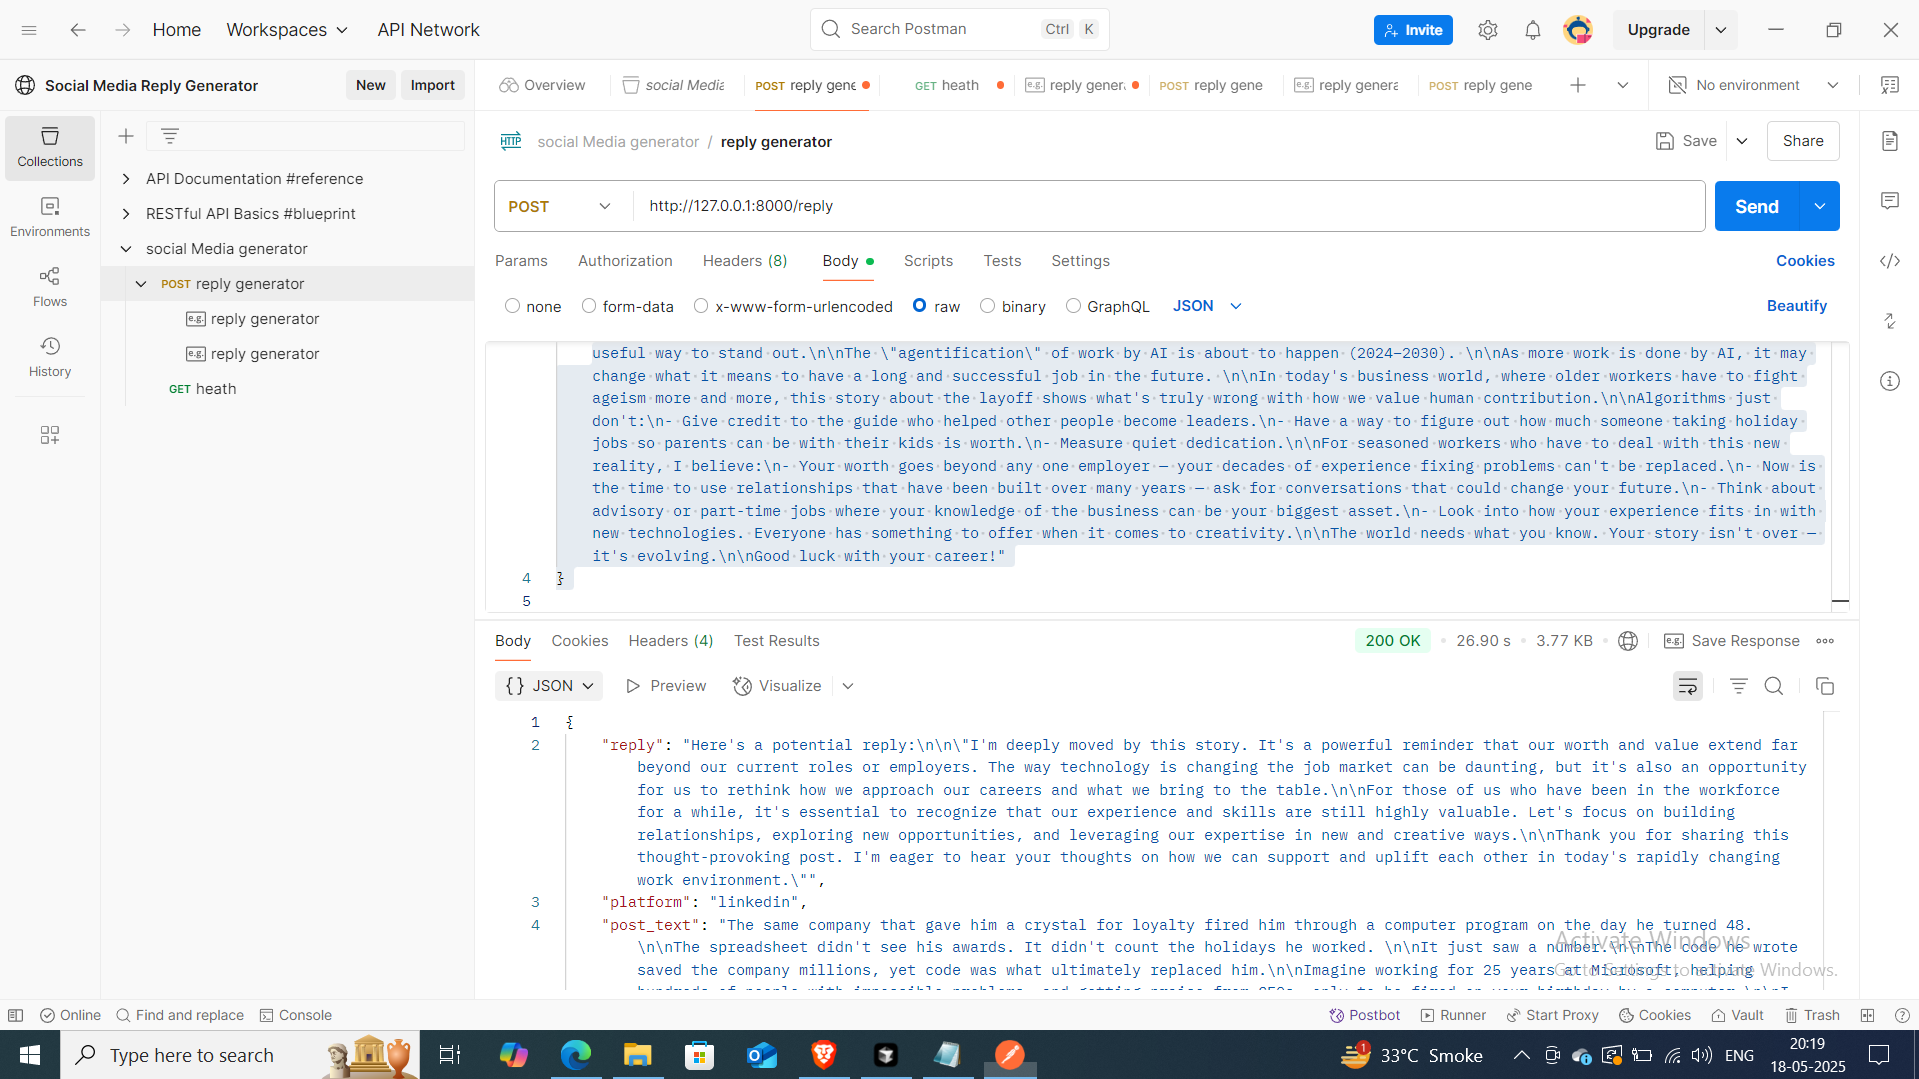 Home
Workspaces
API Network
Search Postman
Ctrl
K
Invite
Upgrade
Social Media Reply Generator
New
Import
Overview
social Media
POST reply gene
GET heath
e.g. reply gener
POST reply gene
e.g. reply genera
POST reply gene
No environment
Collections
Environments
Flows
History
API Documentation #reference
RESTful API Basics #blueprint
social Media generator
POST reply generator
e.g. reply generator
e.g. reply generator
GET heath
HTTP social Media generator / reply generator
Save
Share
POST
http://127.0.0.1:8000/reply
Send
Params
Authorization
Headers (8)
Body
Scripts
Tests
Settings
Cookies
none
form-data
x-www-form-urlencoded
raw
binary
GraphQL
JSON
Beautify
useful way to stand out.\n\nThe \"agentification\" of work by AI is about to happen (2024–2030). \n\nAs more work is done by AI, it may
change what it means to have a long and successful job in the future. \n\nIn today's business world, where older workers have to fight
ageism more and more, this story about the layoff shows what's truly wrong with how we value human contribution.\n\nAlgorithms just
don't:\n- Give credit to the guide who helped other people become leaders.\n- Have a way to figure out how much someone taking holiday
jobs so parents can be with their kids is worth.\n- Measure quiet dedication.\n\nFor seasoned workers who have to deal with this new
reality, I believe:\n- Your worth goes beyond any one employer — your decades of experience fixing problems can't be replaced.\n- Now is
the time to use relationships that have been built over many years — ask for conversations that could change your future.\n- Think about
advisory or part-time jobs where your knowledge of the business can be your biggest asset.\n- Look into how your experience fits in with
new technologies. Everyone has something to offer when it comes to creativity.\n\nThe world needs what you know. Your story isn't over —
it's evolving.\n\nGood luck with your career!"
4 }
5
Body
Cookies
Headers (4)
Test Results
200 OK
26.90 s
3.77 KB
e.g. Save Response
{} JSON
Preview
Visualize
1 {
2 "reply": "Here's a potential reply:\n\n\"I'm deeply moved by this story. It's a powerful reminder that our worth and value extend far
beyond our current roles or employers. The way technology is changing the job market can be daunting, but it's also an opportunity
for us to rethink how we approach our careers and what we bring to the table.\n\nFor those of us who have been in the workforce
for a while, it's essential to recognize that our experience and skills are still highly valuable. Let's focus on building
relationships, exploring new opportunities, and leveraging our expertise in new and creative ways.\n\nThank you for sharing this
thought-provoking post. I'm eager to hear your thoughts on how we can support and uplift each other in today's rapidly changing
work environment.\"",
3 "platform": "linkedin",
4 "post_text": "The same company that gave him a crystal for loyalty fired him through a computer program on the day he turned 48.
\n\nThe spreadsheet didn't see his awards. It didn't count the holidays he worked. \n\nIt just saw a number.\n\nThe code he wrote
saved the company millions, yet code was what ultimately replaced him.\n\nImagine working for 25 years at Microsoft, helping
Activate Windows
Go to Settings to activate Windows.
Online
Find and replace
Console
Postbot
Runner
Start Proxy
Cookies
Vault
Trash
Type here to search
1
33°C Smoke
ENG
20:19
18-05-2025